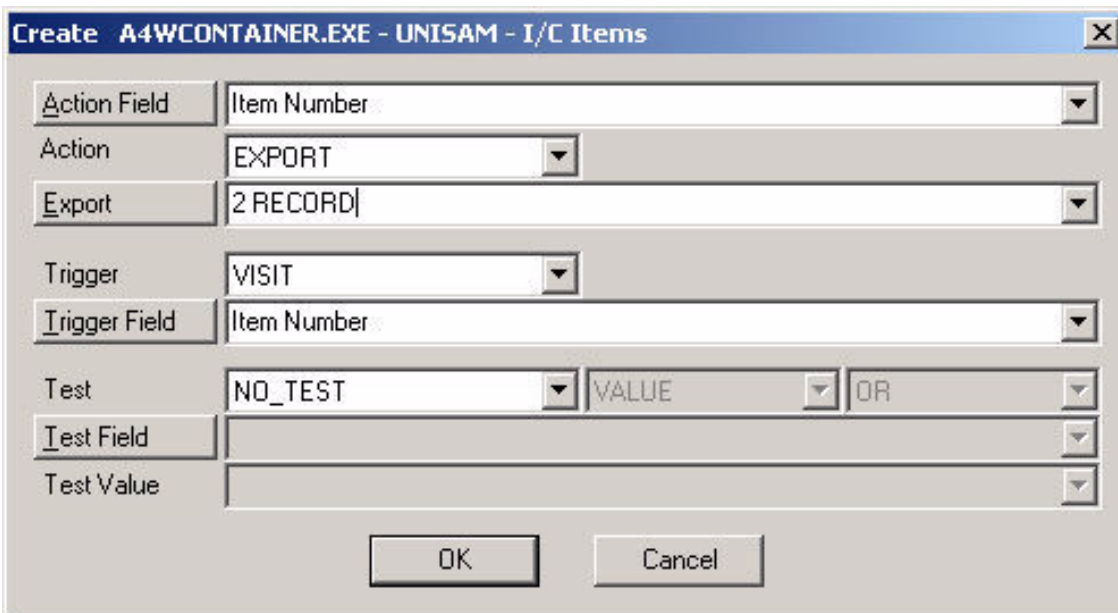 Create A4WCONTAINER.EXE - UNISAM - I/C Items
Action Field Item Number
Action EXPORT
Export 2 RECORD
Trigger VISIT
Trigger Field Item Number
Test NO_TEST VALUE OR
Test Field
Test Value
OK Cancel